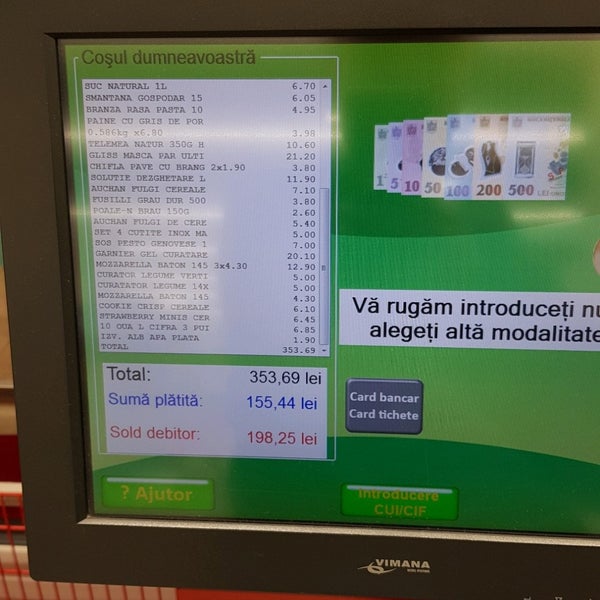 Coşul dumneavoastră
SUC NATURAL 1L 6.70
SMANTANA GOSPODAR 15 6.05
BRANZA RASA PASTA 10 4.95
PAINE CU GRIS DE POR
0.586kg x6.80 3.98
TELEMEA NATUR 350G H 10.60
GLISS MASCA PAR ULTI 21.20
CHIFLA PAVE CU BRANG 2x1.90 3.80
SOLUTIE DEZGHETARE L 11.90
AUCHAN FULGI CEREALE 7.10
FUSILLI GRAU DUR 500 3.80
POALE-N BRAU 150G 2.60
AUCHAN FULGI DE CERE 5.40
SET 4 CUTITE INOX MA 5.00
SOS PESTO GENOVESE 1 7.00
GARNIER GEL CURATARE 20.10
MOZZARELLA BATON 145 3x4.30 12.90
CURATOR LEGUME VERTI 5.00
CURATATOR LEGUME 14X 5.00
MOZZARELLA BATON 145 4.30
COOKIE CRISP CEREALE 6.10
STRAWBERRY MINIS CER 6.45
10 OUA L CIFRA 3 PUI 6.85
IZV. ALB APA PLATA 1.90
TOTAL 353.69
Total: 353,69 lei
Sumă plătită: 155,44 lei
Sold debitor: 198,25 lei
1 5 10 50 100 200 500
Vă rugăm introduceţi
alegeţi altă modalitate
Card bancar
Card tichete
? Ajutor
Introducere
CUI/CIF
VIMANA